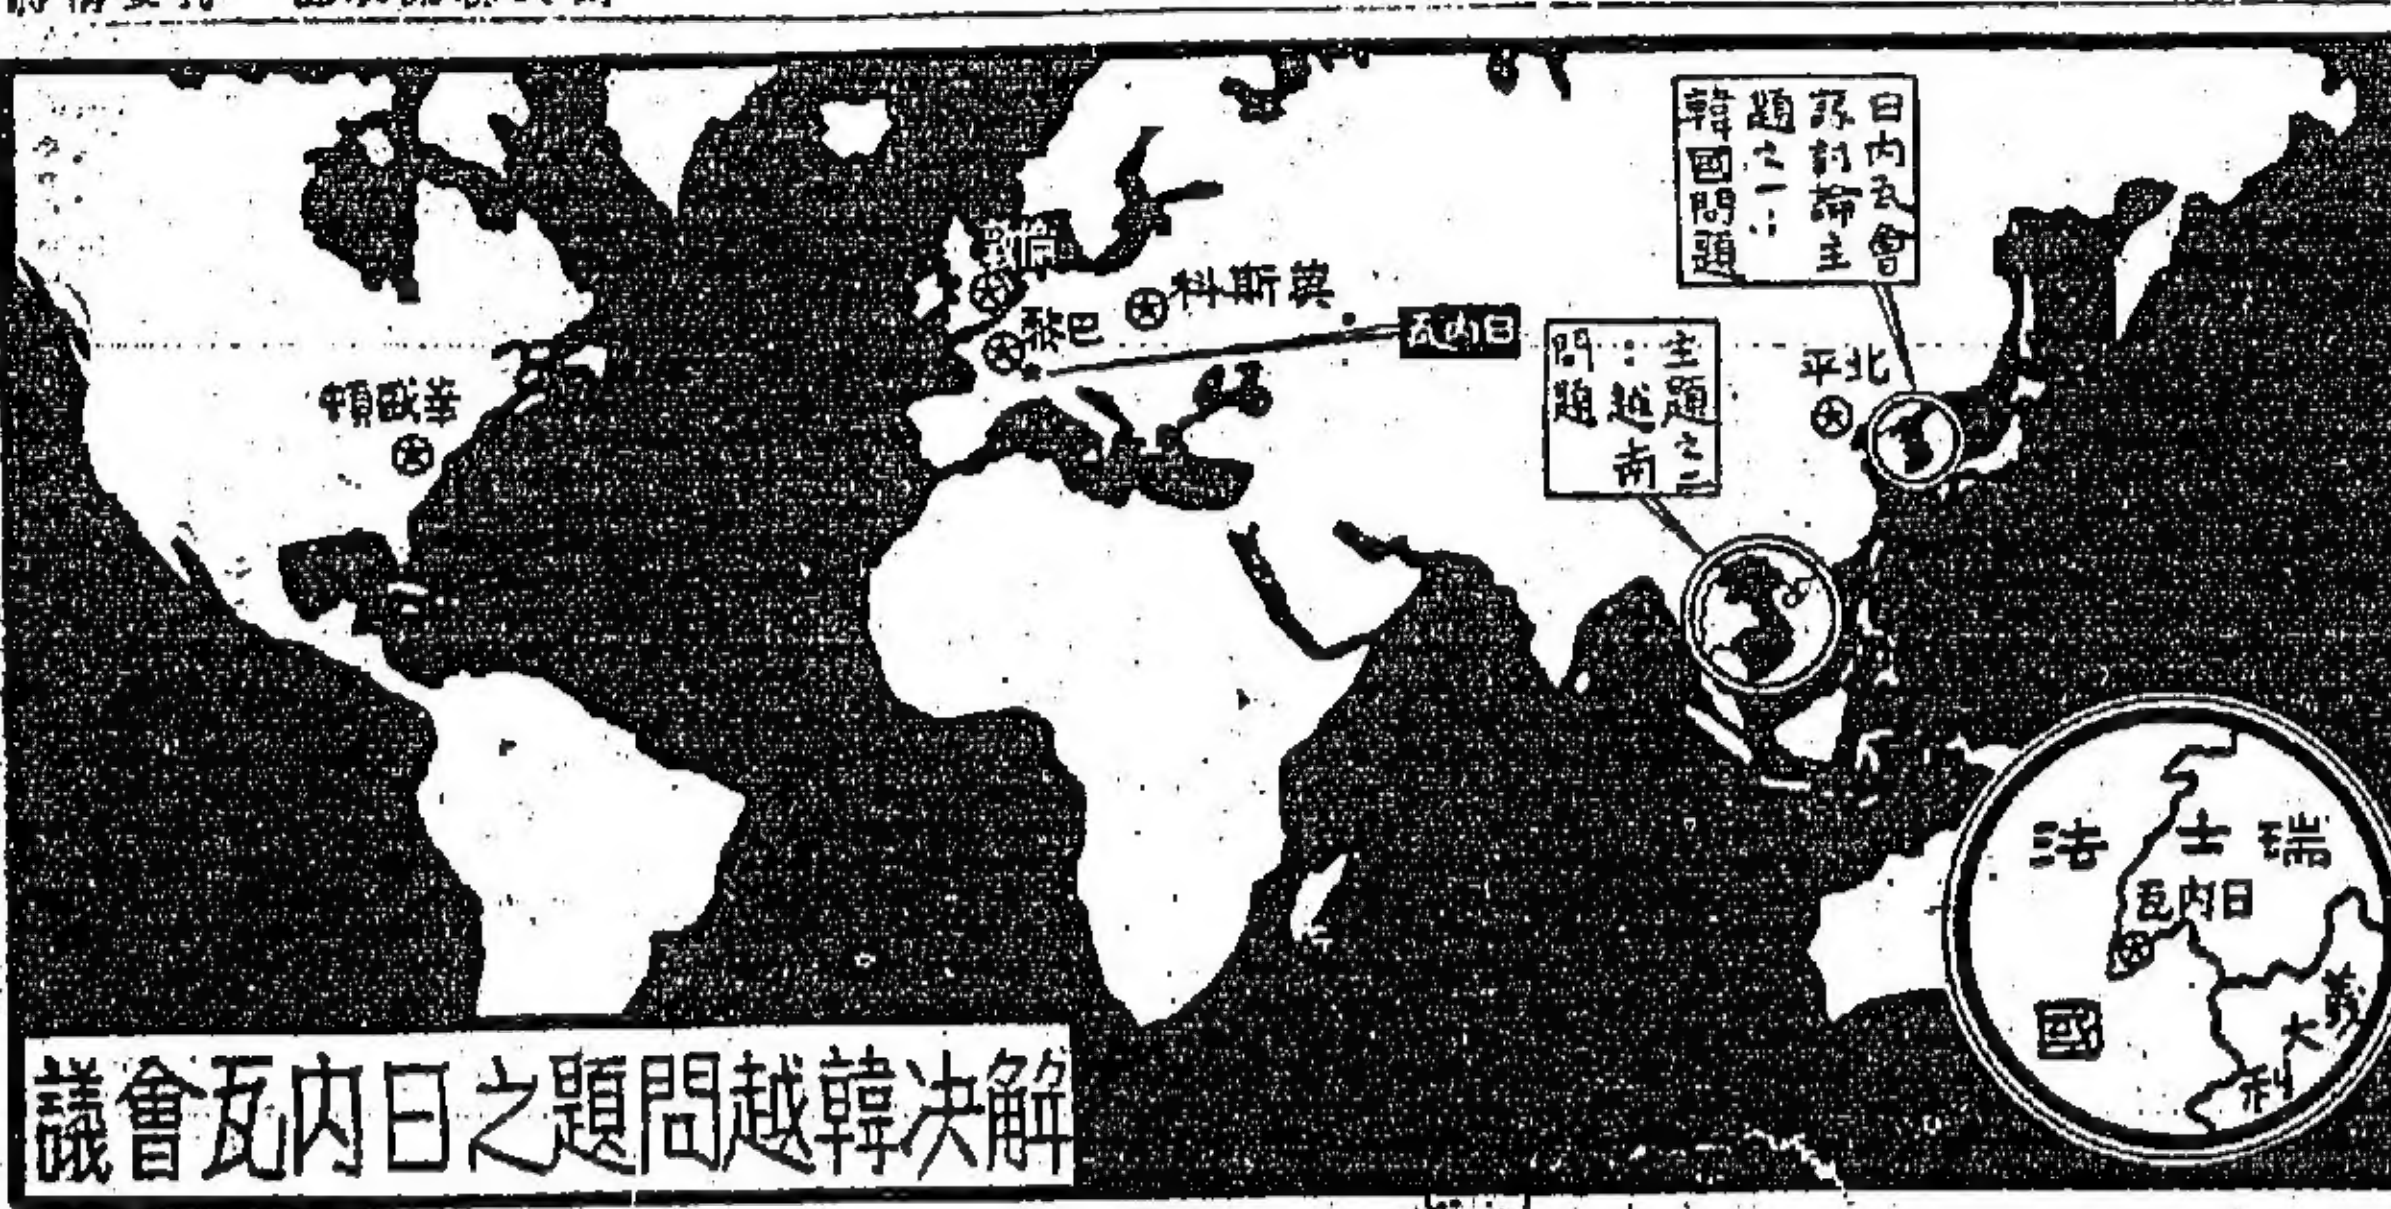 日內瓦會
議討論主
題之一：
韓國問題
倫敦
莫斯科
巴黎
日內瓦
主題之二
：越南
問題
北平
華盛頓
瑞士
法國
日內瓦
義大利
解决韓越問題之日內瓦會議